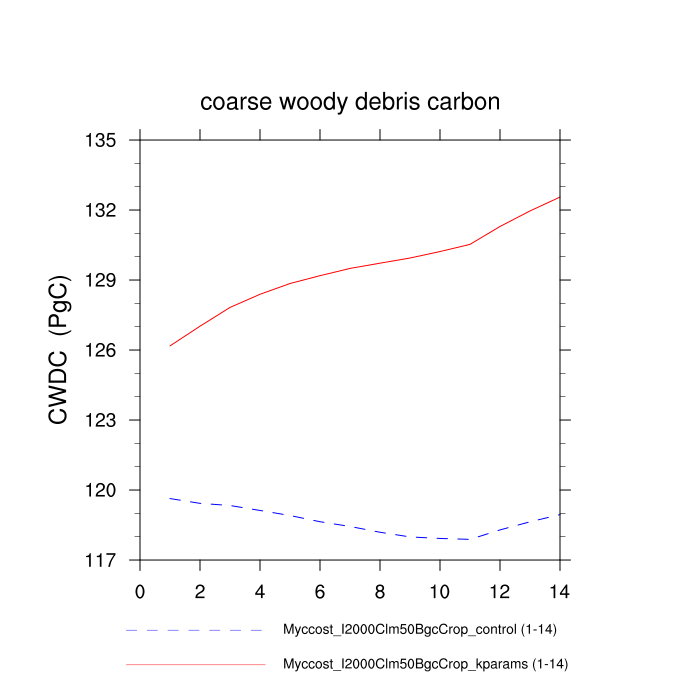 coarse woody debris carbon
135
132
129
126
123
120
117
CWDC (PgC)
0 2 4 6 8 10 12 14
Myccost_I2000Clm50BgcCrop_control (1-14)
Myccost_I2000Clm50BgcCrop_kparams (1-14)